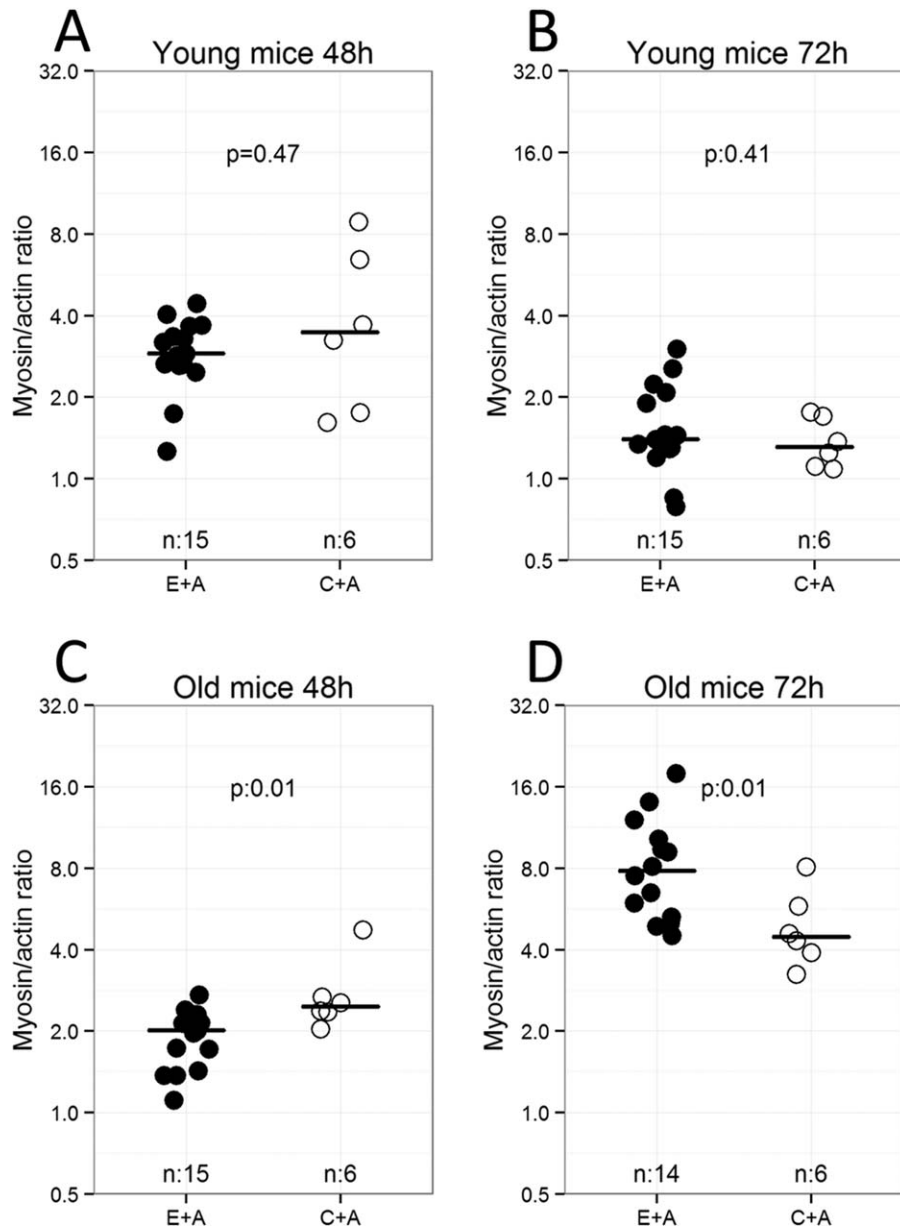 A
Young mice 48h
32.0
16.0
8.0
4.0
2.0
1.0
0.5
Myosin/actin ratio
p=0.47
n:15
n:6
E+A
C+A
B
Young mice 72h
32.0
16.0
8.0
4.0
2.0
1.0
0.5
Myosin/actin ratio
p:0.41
n:15
n:6
E+A
C+A
C
Old mice 48h
32.0
16.0
8.0
4.0
2.0
1.0
0.5
Myosin/actin ratio
p:0.01
n:15
n:6
E+A
C+A
D
Old mice 72h
32.0
16.0
8.0
4.0
2.0
1.0
0.5
Myosin/actin ratio
p:0.01
n:14
n:6
E+A
C+A